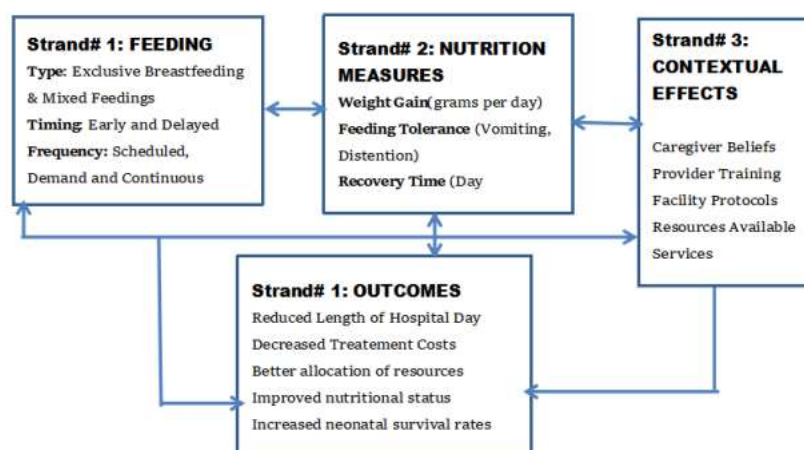 Strand# 1: FEEDING
Type: Exclusive Breastfeeding
& Mixed Feedings
Timing: Early and Delayed
Frequency: Scheduled,
Demand and Continuous
Strand# 2: NUTRITION
MEASURES
Weight Gain(grams per day)
Feeding Tolerance (Vomiting,
Distention)
Recovery Time (Day
Strand# 3:
CONTEXTUAL
EFFECTS
Caregiver Beliefs
Provider Training
Facility Protocols
Resources Available
Services
Strand# 1: OUTCOMES
Reduced Length of Hospital Day
Decreased Treatement Costs
Better allocation of resources
Improved nutritional status
Increased neonatal survival rates